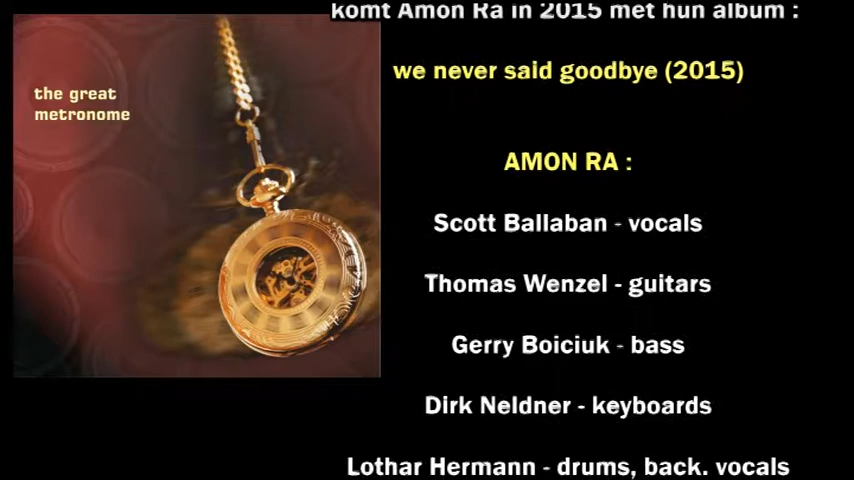 komt Amon Ra in 2015 met hun album :
we never said goodbye (2015)
the great
metronome
AMON RA :
Scott Ballaban - vocals
Thomas Wenzel - guitars
Gerry Boiciuk - bass
Dirk Neldner - keyboards
Lothar Hermann - drums, back. vocals